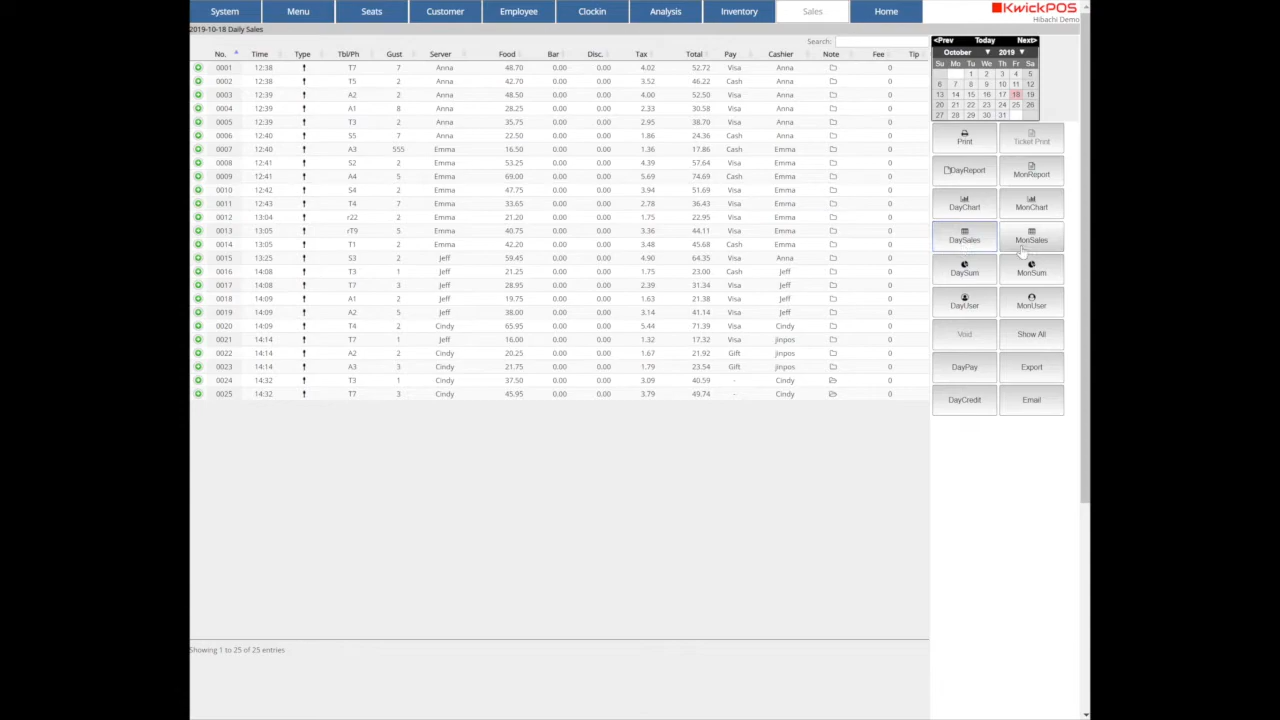 System Menu Seats Customer Employee Clockin Analysis Inventory Sales Home
KwickPOS
Hibachi Demo
2019-10-18 Daily Sales
Search:
No. Time Type Tbl/Ph Gust Server Food Bar Disc. Tax Total Pay Cashier Note Fee Tip
0001 12:38 T7 7 Anna 48.70 0.00 0.00 4.02 52.72 Visa Anna 0
0002 12:38 T5 2 Anna 42.70 0.00 0.00 3.52 46.22 Cash Anna 0
0003 12:39 A2 2 Anna 48.50 0.00 0.00 4.00 52.50 Visa Anna 0
0004 12:39 A1 8 Anna 28.25 0.00 0.00 2.33 30.58 Visa Anna 0
0005 12:39 T3 2 Anna 35.75 0.00 0.00 2.95 38.70 Visa Anna 0
0006 12:40 S5 7 Anna 22.50 0.00 0.00 1.86 24.36 Cash Anna 0
0007 12:40 A3 555 Emma 16.50 0.00 0.00 1.36 17.86 Cash Emma 0
0008 12:41 S2 2 Emma 53.25 0.00 0.00 4.39 57.64 Visa Emma 0
0009 12:41 A4 5 Emma 69.00 0.00 0.00 5.69 74.69 Cash Emma 0
0010 12:42 S4 2 Emma 47.75 0.00 0.00 3.94 51.69 Visa Emma 0
0011 12:43 T4 7 Emma 33.65 0.00 0.00 2.78 36.43 Visa Emma 0
0012 13:04 r22 2 Emma 21.20 0.00 0.00 1.75 22.95 Visa Emma 0
0013 13:05 rT9 5 Emma 40.75 0.00 0.00 3.36 44.11 Visa Emma 0
0014 13:05 T1 2 Emma 42.20 0.00 0.00 3.48 45.68 Cash Emma 0
0015 13:25 S3 2 Jeff 59.45 0.00 0.00 4.90 64.35 Visa Anna 0
0016 14:08 T3 1 Jeff 21.25 0.00 0.00 1.75 23.00 Cash Jeff 0
0017 14:08 T7 3 Jeff 28.95 0.00 0.00 2.39 31.34 Visa Jeff 0
0018 14:09 A1 2 Jeff 19.75 0.00 0.00 1.63 21.38 Visa Jeff 0
0019 14:09 A2 5 Jeff 38.00 0.00 0.00 3.14 41.14 Visa Jeff 0
0020 14:09 T4 2 Cindy 65.95 0.00 0.00 5.44 71.39 Visa Cindy 0
0021 14:14 T7 1 Jeff 16.00 0.00 0.00 1.32 17.32 Visa jinpos 0
0022 14:14 A2 2 Cindy 20.25 0.00 0.00 1.67 21.92 Gift jinpos 0
0023 14:14 A3 3 Cindy 21.75 0.00 0.00 1.79 23.54 Gift jinpos 0
0024 14:32 T3 1 Cindy 37.50 0.00 0.00 3.09 40.59 - Cindy 0
0025 14:32 T7 3 Cindy 45.95 0.00 0.00 3.79 49.74 - Cindy 0
Showing 1 to 25 of 25 entries
<Prev Today Next>
October 2019
Su Mo Tu We Th Fr Sa
1 2 3 4 5
6 7 8 9 10 11 12
13 14 15 16 17 18 19
20 21 22 23 24 25 26
27 28 29 30 31
Print Ticket Print
DayReport MonReport
DayChart MonChart
DaySales MonSales
DaySum MonSum
DayUser MonUser
Void Show All
DayPay Export
DayCredit Email